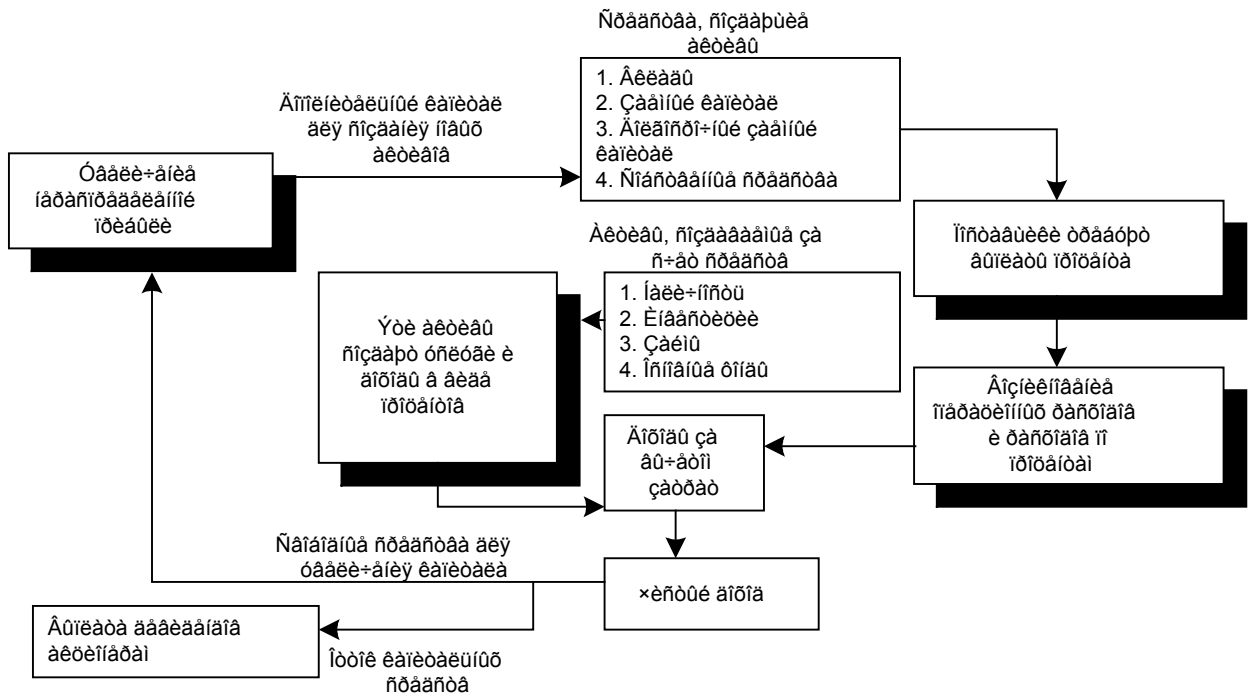 Ñðåäñòâà, ñîçäàþùèå
àêòèâû
1. Âêëàäû
2. Çàåìíûé êàïèòàë
3. Äîëãîñðî÷íûé çàåìíûé
êàïèòàë
4. Ñîáñòâåííûå ñðåäñòâà
Äîïîëíèòåëüíûé êàïèòàë
äëÿ ñîçäàíèÿ íîâûõ
àêòèâîâ
Óâåëè÷åíèå
íåðàñïðåäåëåííîé
ïðèáûëè
Ïîñòàâùèêè òðåáóþò
âûïëàòû ïðîöåíòà
Àêòèâû, ñîçäàâàåìûå çà
ñ÷åò ñðåäñòâ
1. Íàëè÷íîñòü
2. Èíâåñòèöèè
3. Çàéìû
4. Îñíîâíûå ôîíäû
Ýòè àêòèâû
ñîçäàþò óñëóãè è
äîõîäû â âèäå
ïðîöåíòîâ
Âîçíèêíîâåíèå
îïåðàöèîííûõ ðàñõîäîâ
è ðàñõîäîâ ïî
ïðîöåíòàì
Äîõîäû çà
âû÷åòîì
çàòðàò
Ñâîáîäíûå ñðåäñòâà äëÿ
óâåëè÷åíèÿ êàïèòàëà
×èñòûé äîõîä
Âûïëàòà äåâèäåíäîâ
àêöèîíåðàì
Îòòîê êàïèòàëüíûõ
ñðåäñòâ